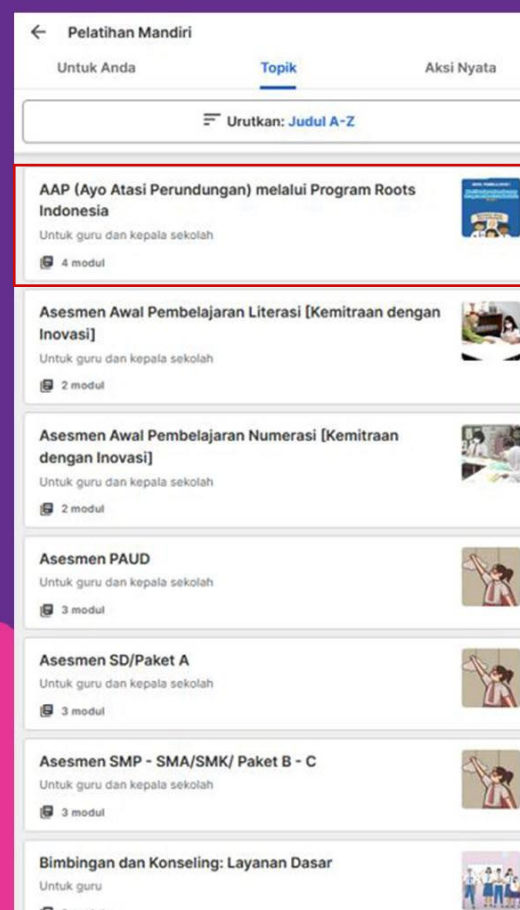 Pelatihan Mandiri
Untuk Anda
Topik
Aksi Nyata
Urutkan: Judul A-Z
AAP (Ayo Atasi Perundungan) melalui Program Roots
Indonesia
Untuk guru dan kepala sekolah
4 modul
Asesmen Awal Pembelajaran Literasi [Kemitraan dengan
Inovasi]
Untuk guru dan kepala sekolah
2 modul
Asesmen Awal Pembelajaran Numerasi [Kemitraan
dengan Inovasi]
Untuk guru dan kepala sekolah
2 modul
Asesmen PAUD
Untuk guru dan kepala sekolah
3 modul
Asesmen SD/Paket A
Untuk guru dan kepala sekolah
3 modul
Asesmen SMP - SMA/SMK/ Paket B - C
Untuk guru dan kepala sekolah
3 modul
Bimbingan dan Konseling: Layanan Dasar
Untuk guru